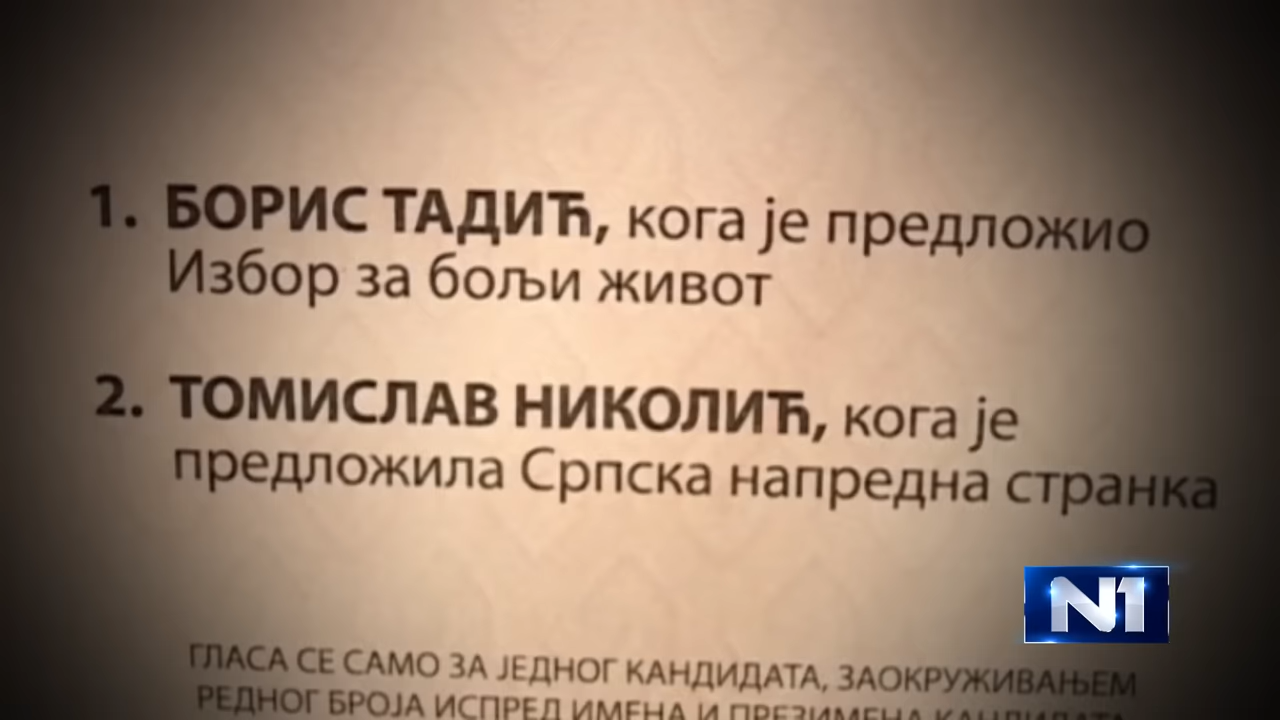 1. БОРИС ТАДИЋ, кога је предложио
Избор за бољи живот
2. ТОМИСЛАВ НИКОЛИЋ, кога је
предложила Српска напредна странка
N1
ГЛАСА СЕ САМО ЗА ЈЕДНОГ КАНДИДАТА, ЗАОКРУЖИВАЊЕМ
РЕДНОГ БРОЈА ИСПРЕД ИМЕНА И ПРЕЗИМЕНА КАНДИДАТА